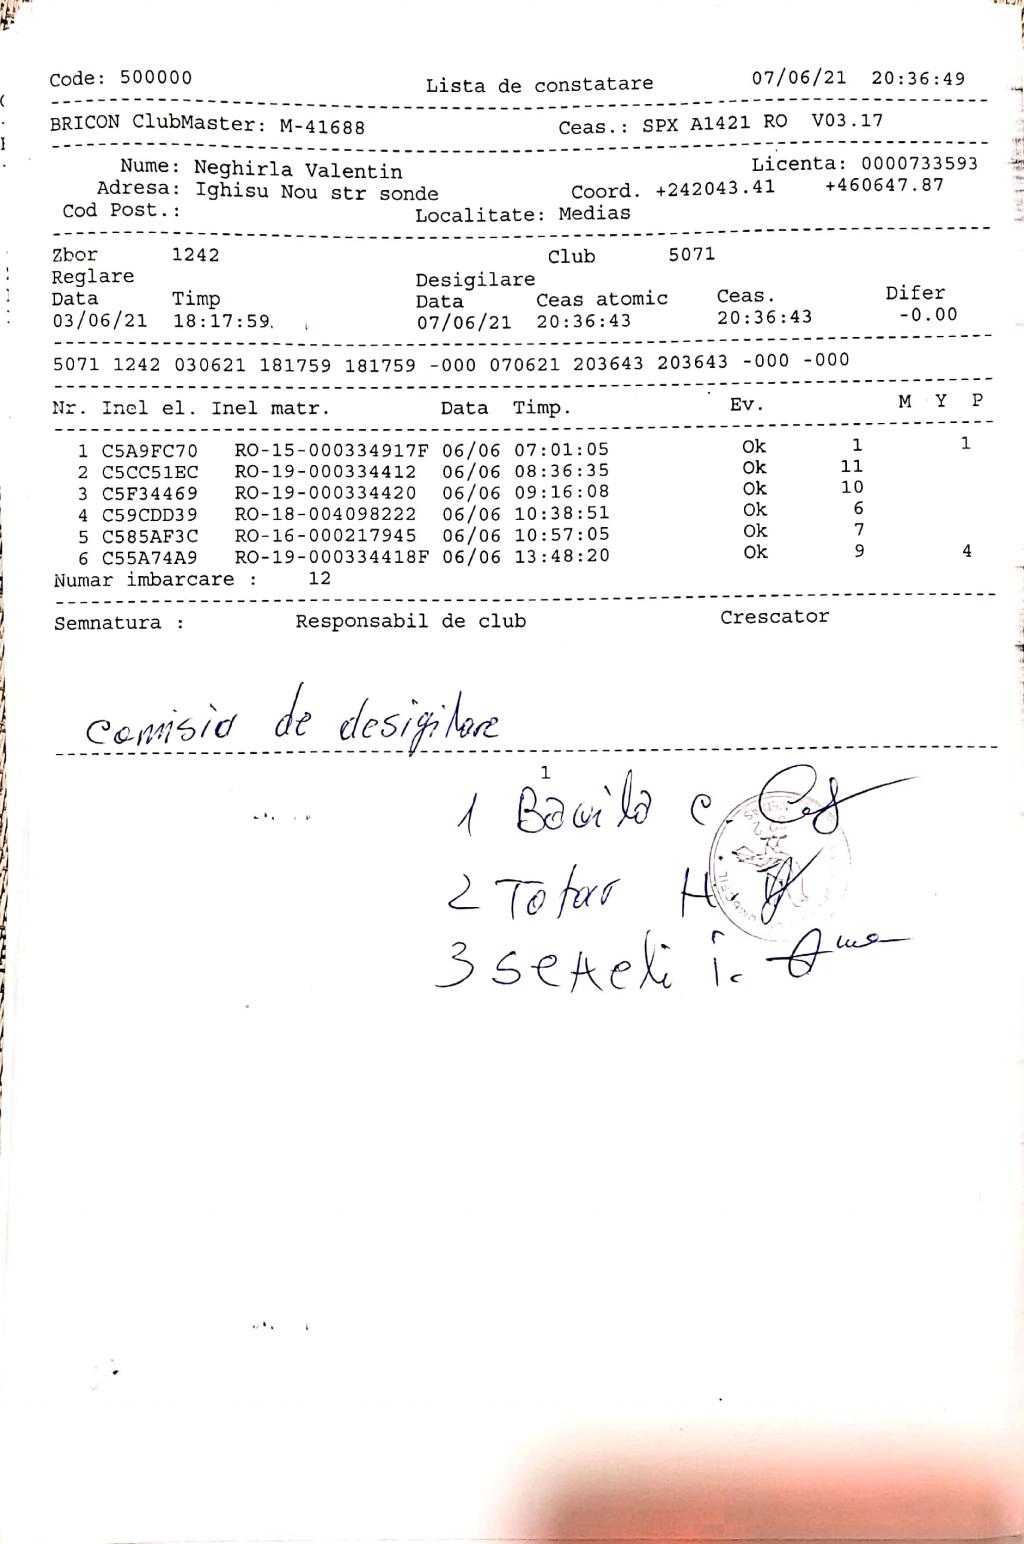 Code: 500000 Lista de constatare 07/06/21 20:36:49
BRICON ClubMaster: M-41688 Ceas.: SPX A1421 RO V03.17
Nume: Neghirla Valentin Licenta: 0000733593
Adresa: Ighisu Nou str sonde Coord. +242043.41 +460647.87
Cod Post.: Localitate: Medias
Zbor 1242 Club 5071
Reglare Desigilare
Data Timp Data Ceas atomic Ceas. Difer
03/06/21 18:17:59 07/06/21 20:36:43 20:36:43 -0.00
5071 1242 030621 181759 181759 -000 070621 203643 203643 -000 -000
Nr. Inel el. Inel matr. Data Timp. Ev. M Y P
1 C5A9FC70 RO-15-000334917F 06/06 07:01:05 Ok 1 1
2 C5CC51EC RO-19-000334412 06/06 08:36:35 Ok 11
3 C5F34469 RO-19-000334420 06/06 09:16:08 Ok 10
4 C59CDD39 RO-18-004098222 06/06 10:38:51 Ok 6
5 C585AF3C RO-16-000217945 06/06 10:57:05 Ok 7
6 C55A74A9 RO-19-000334418F 06/06 13:48:20 Ok 9 4
Numar imbarcare : 12
Semnatura : Responsabil de club Crescator
comisia de desigilare
1
1 Bavila c
2 Totar H
3